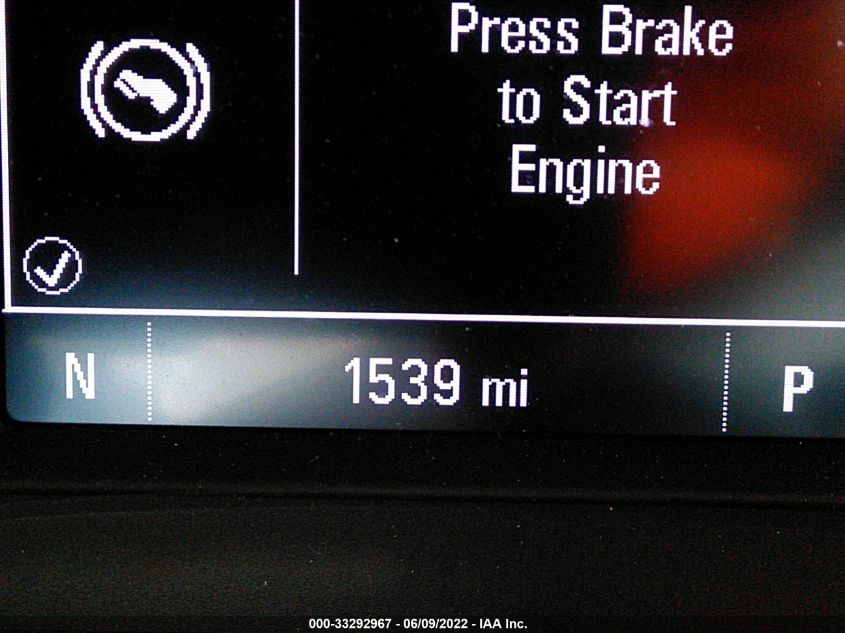 Press Brake
to Start
Engine
N 1539 mi P
000-33292967 - 06/09/2022 - IAA Inc.